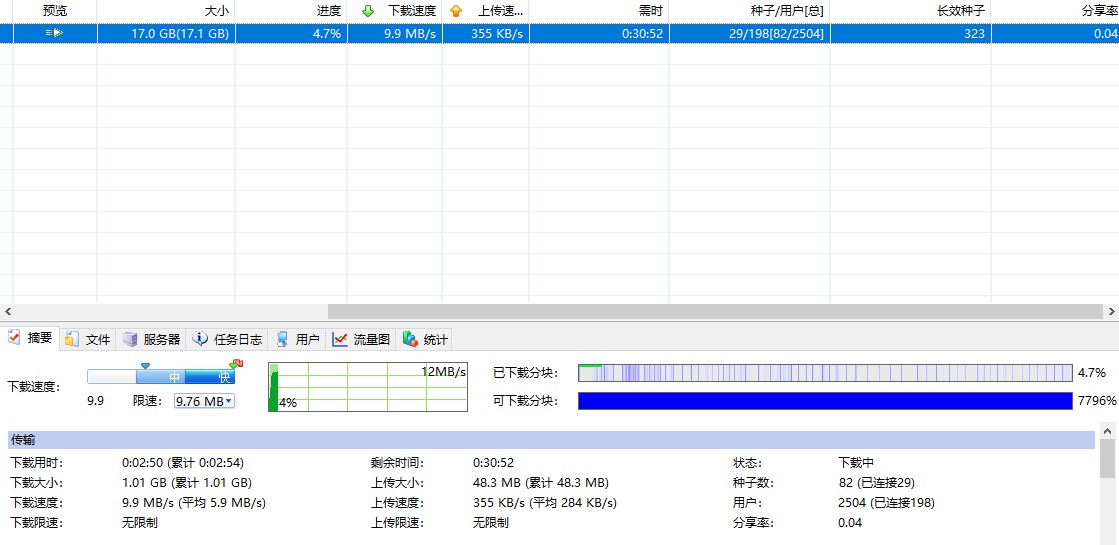 预览 大小 进度 下载速度 上传速... 需时 种子/用户[总] 长效种子 分享率
17.0 GB(17.1 GB) 4.7% 9.9 MB/s 355 KB/s 0:30:52 29/198[82/2504] 323 0.04
摘要 文件 服务器 任务日志 用户 流量图 统计
下载速度: 中 快 12MB/s 4% 已下载分块: 4.7%
9.9 限速: 9.76 MB 可下载分块: 7796%
传输
下载用时: 0:02:50 (累计 0:02:54) 剩余时间: 0:30:52 状态: 下载中
下载大小: 1.01 GB (累计 1.01 GB) 上传大小: 48.3 MB (累计 48.3 MB) 种子数: 82 (已连接29)
下载速度: 9.9 MB/s (平均 5.9 MB/s) 上传速度: 355 KB/s (平均 284 KB/s) 用户: 2504 (已连接198)
下载限速: 无限制 上传限速: 无限制 分享率: 0.04